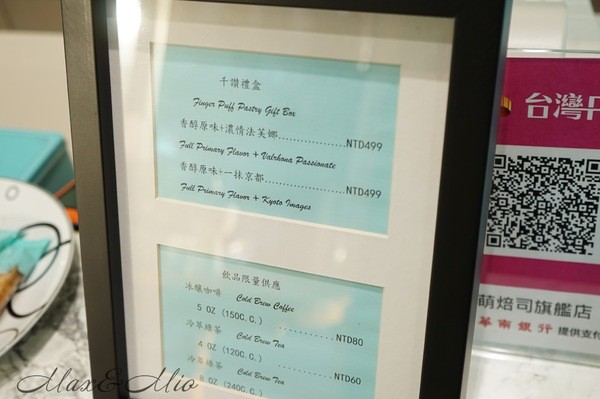 千讚禮盒
Finger Puff Pastry Gift Box
香醇原味+濃情法芙娜................NTD499
Full Primary Flavor + Valrhona Passionate
香醇原味+一抹京都...................NTD499
Full Primary Flavor + Kyoto Images
飲品限量供應
冰釀咖啡 Cold Brew Coffee
5 OZ (150C.C.) ..............NTD80
冷萃綠茶 Cold Brew Tea
4 OZ (120C.C.) ..............NTD60
冷萃綠茶 Cold Brew Tea
8 OZ (240C.C.)
台灣
萌焙司旗艦店
華南銀行 提供支付
Max&Mio